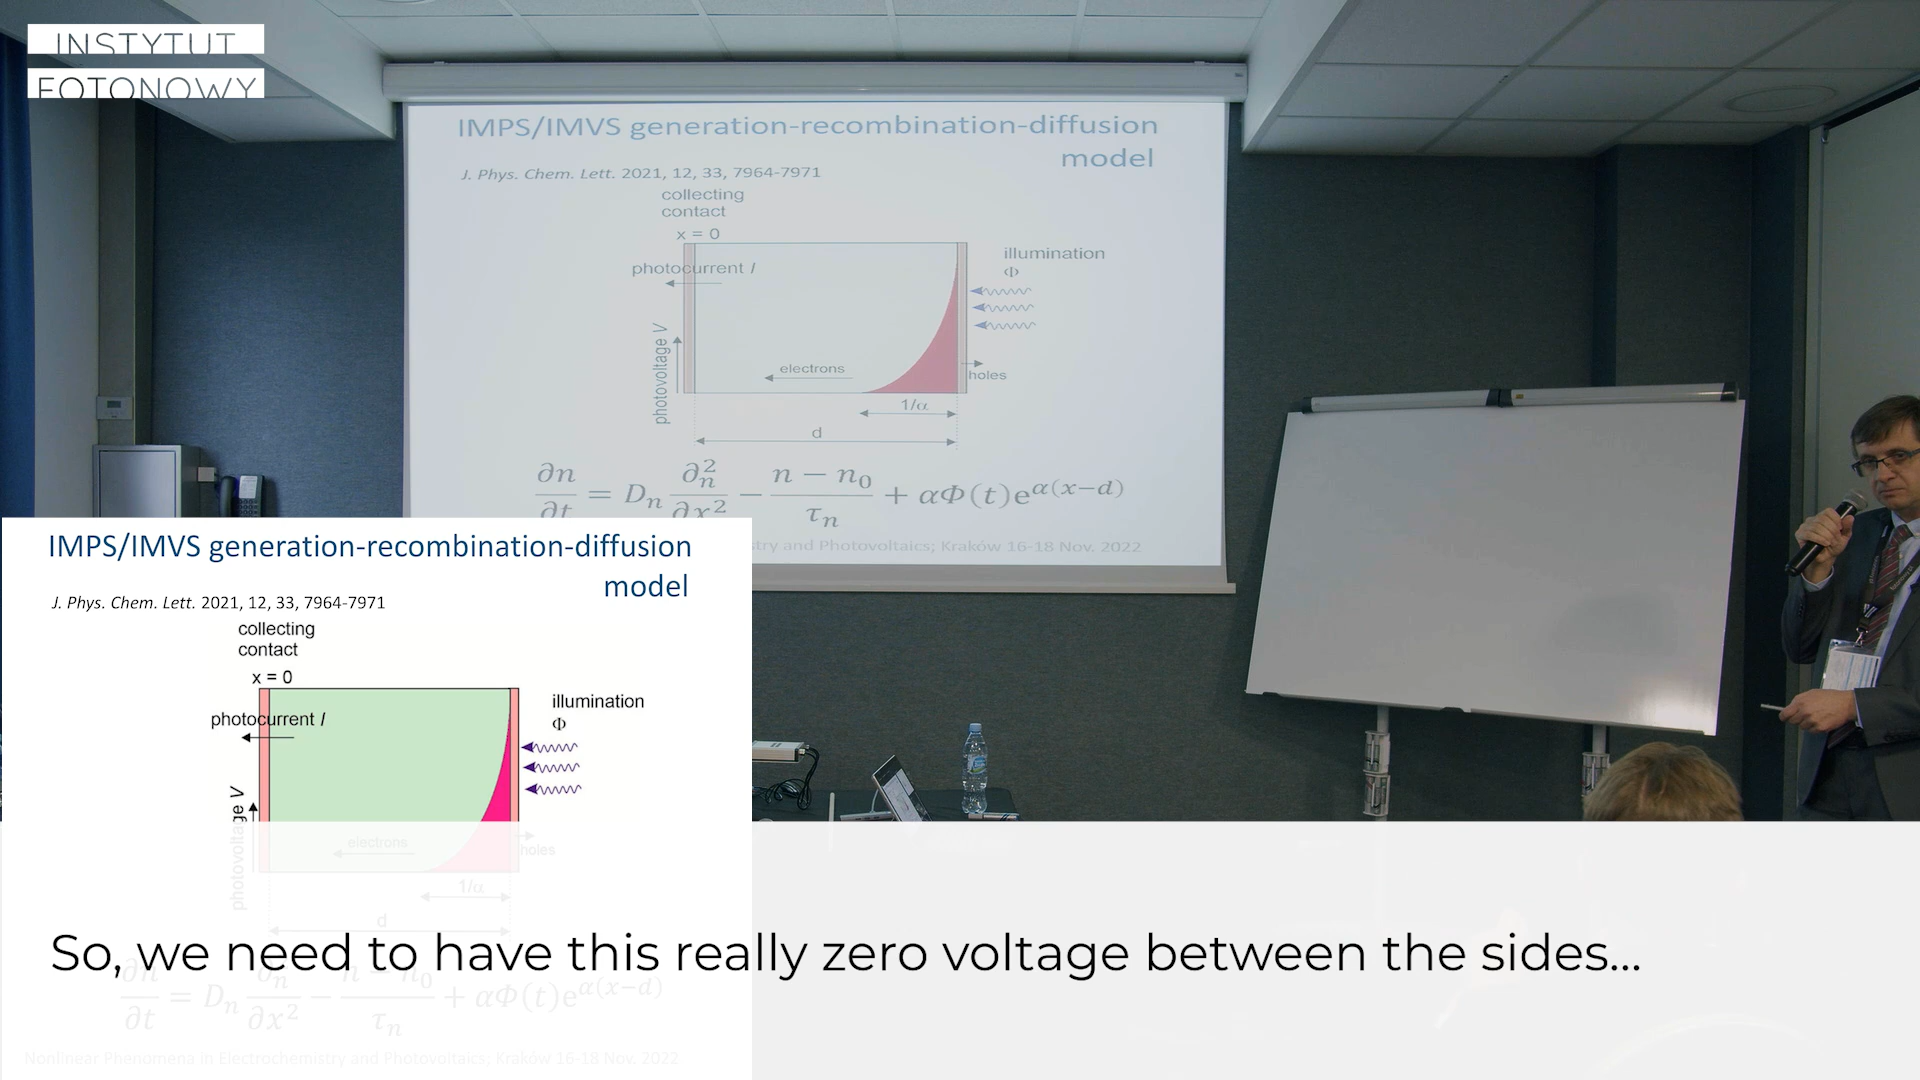 INSTYTUT
FOTONOWY
IMPS/IMVS generation-recombination-diffusion
model
J. Phys. Chem. Lett. 2021, 12, 33, 7964-7971
collecting
contact
x = 0
photocurrent I
illumination
Φ
photovoltage V
electrons
holes
1/α
d
∂n/∂t = Dn ∂²n/∂x² − (n − n₀)/τn + αΦ(t)e^α(x−d)
try and Photovoltaics; Kraków 16-18 Nov. 2022
IMPS/IMVS generation-recombination-diffusion
model
J. Phys. Chem. Lett. 2021, 12, 33, 7964-7971
collecting
contact
x = 0
photocurrent I
illumination
Φ
photovoltage V
electrons
holes
1/α
d
So, we need to have this really zero voltage between the sides...
∂n/∂t = Dn ∂²n/∂x² − (n − n₀)/τn + αΦ(t)e^α(x−d)
Nonlinear Phenomena in Electrochemistry and Photovoltaics; Kraków 16-18 Nov. 2022